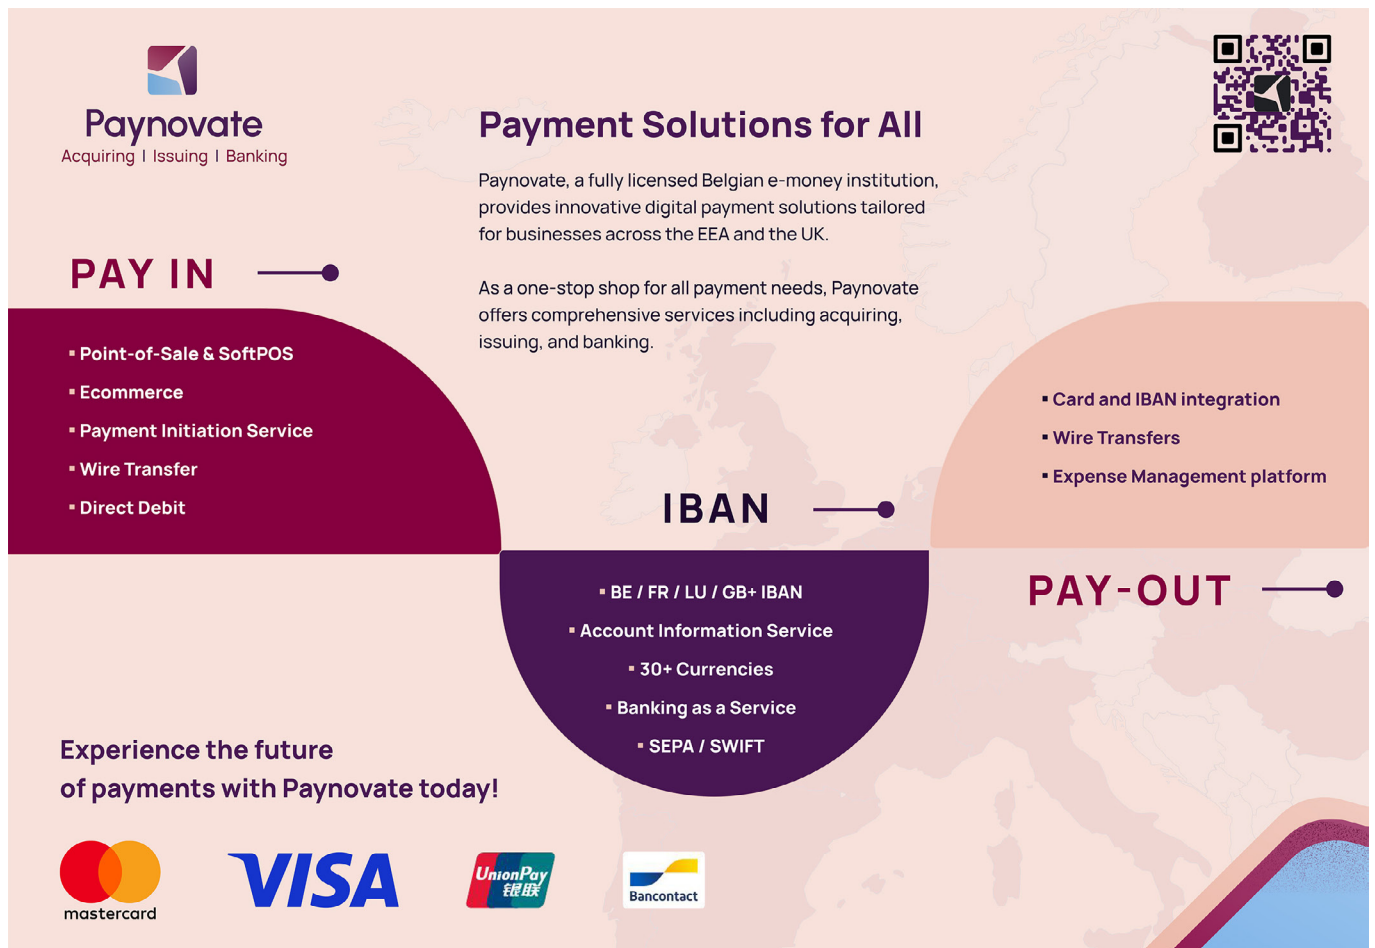 Paynovate
Acquiring | Issuing | Banking
Payment Solutions for All
Paynovate, a fully licensed Belgian e-money institution,
provides innovative digital payment solutions tailored
for businesses across the EEA and the UK.
As a one-stop shop for all payment needs, Paynovate
offers comprehensive services including acquiring,
issuing, and banking.
PAY IN
▪ Point-of-Sale & SoftPOS
▪ Ecommerce
▪ Payment Initiation Service
▪ Wire Transfer
▪ Direct Debit
IBAN
▪ BE / FR / LU / GB+ IBAN
▪ Account Information Service
▪ 30+ Currencies
▪ Banking as a Service
▪ SEPA / SWIFT
▪ Card and IBAN integration
▪ Wire Transfers
▪ Expense Management platform
PAY-OUT
Experience the future
of payments with Paynovate today!
mastercard
VISA
UnionPay
银联
Bancontact